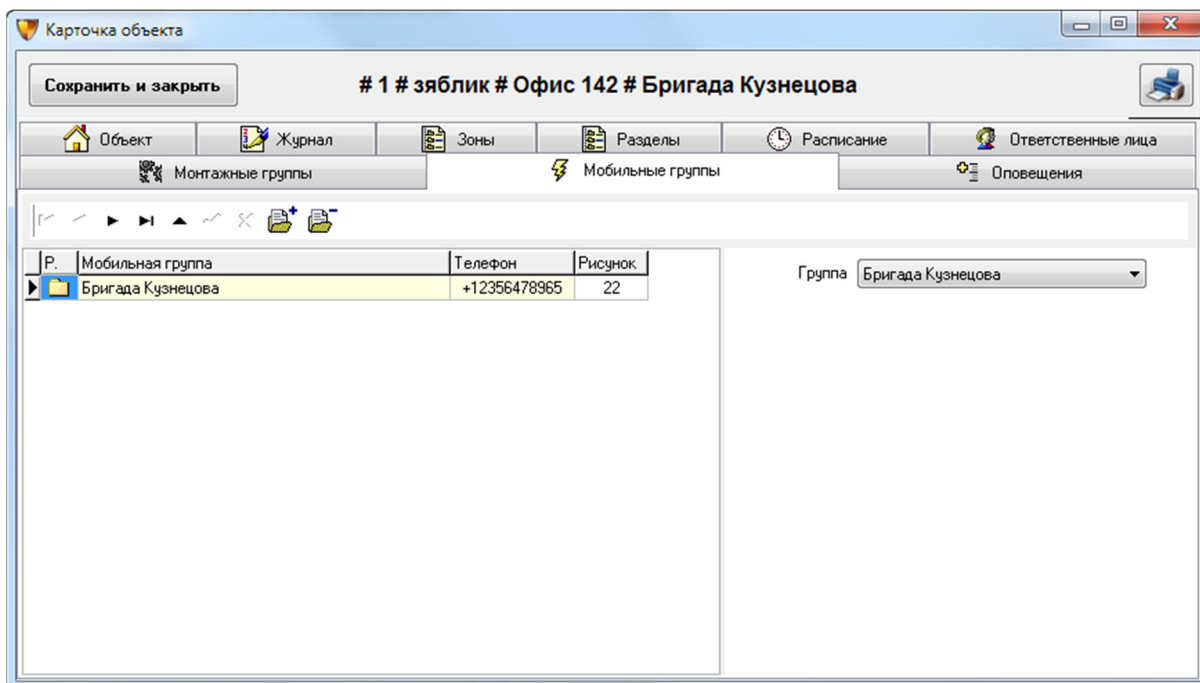 Карточка объекта
Сохранить и закрыть # 1 # зяблик # Офис 142 # Бригада Кузнецова
Объект Журнал Зоны Разделы Расписание Ответственные лица
Монтажные группы Мобильные группы Оповещения
Р. Мобильная группа Телефон Рисунок
Группа Бригада Кузнецова
Бригада Кузнецова +12356478965 22